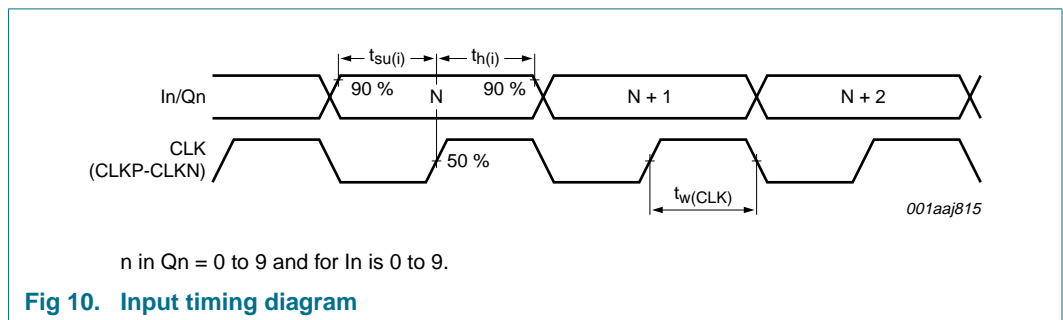 t_su(i) t_h(i)
90 % N 90 %
In/Qn N + 1 N + 2
CLK
(CLKP-CLKN) 50 %
t_w(CLK)
001aaj815
n in Qn = 0 to 9 and for In is 0 to 9.
Fig 10. Input timing diagram